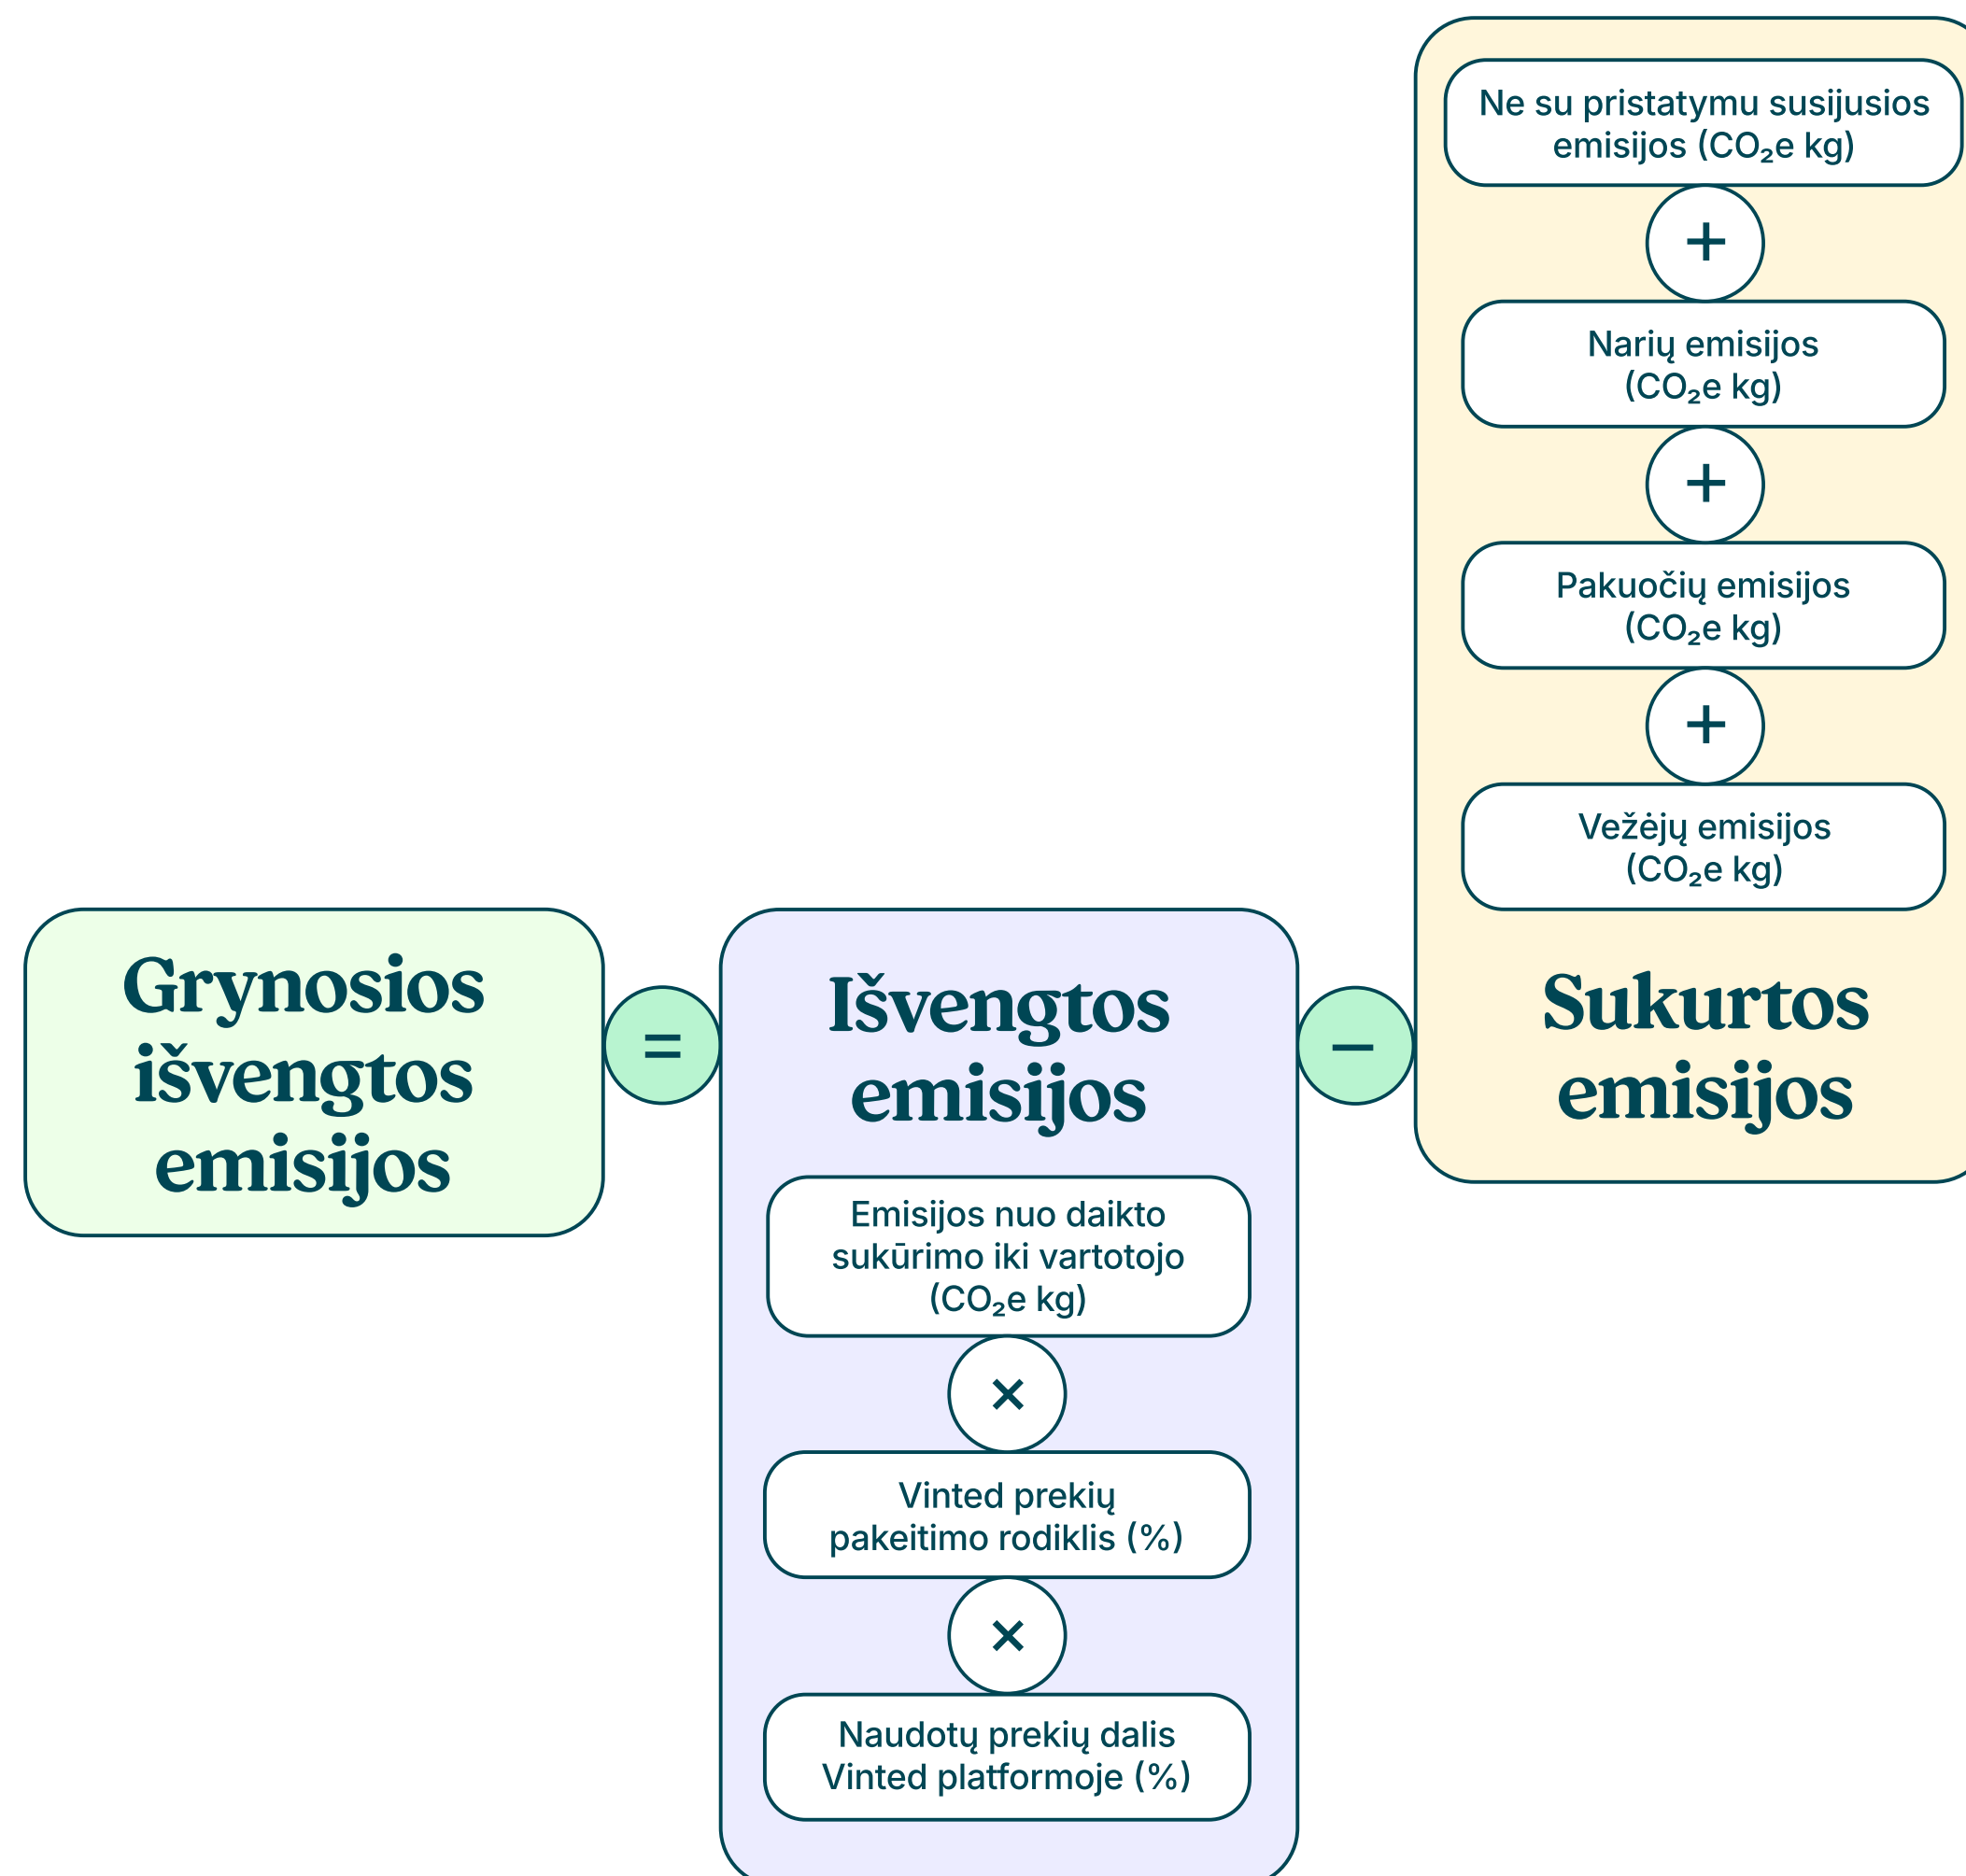 Grynosios
išvengtos
emisijos
=
Išvengtos
emisijos
Emisijos nuo daikto
sukūrimo iki vartotojo
(CO₂e kg)
×
Vinted prekių
pakeitimo rodiklis (%)
×
Naudotų prekių dalis
Vinted platformoje (%)
–
Ne su pristatymu susijusios
emisijos (CO₂e kg)
+
Narių emisijos
(CO₂e kg)
+
Pakuočių emisijos
(CO₂e kg)
+
Vežėjų emisijos
(CO₂e kg)
Sukurtos
emisijos